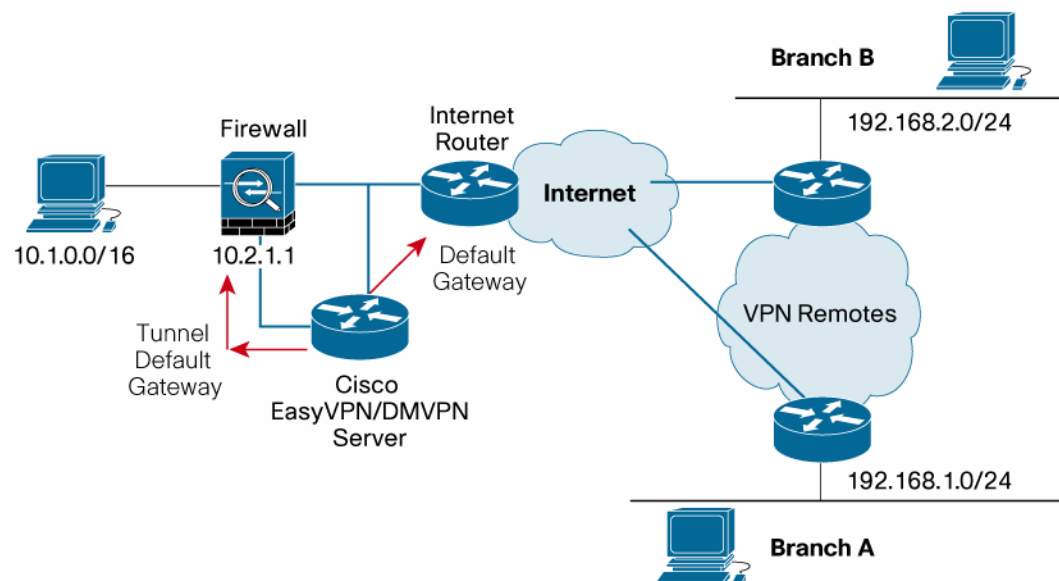 Branch B
192.168.2.0/24
Firewall
Internet
Router
Internet
10.1.0.0/16
10.2.1.1
Default
Gateway
Tunnel
Default
Gateway
VPN Remotes
Cisco
EasyVPN/DMVPN
Server
192.168.1.0/24
Branch A